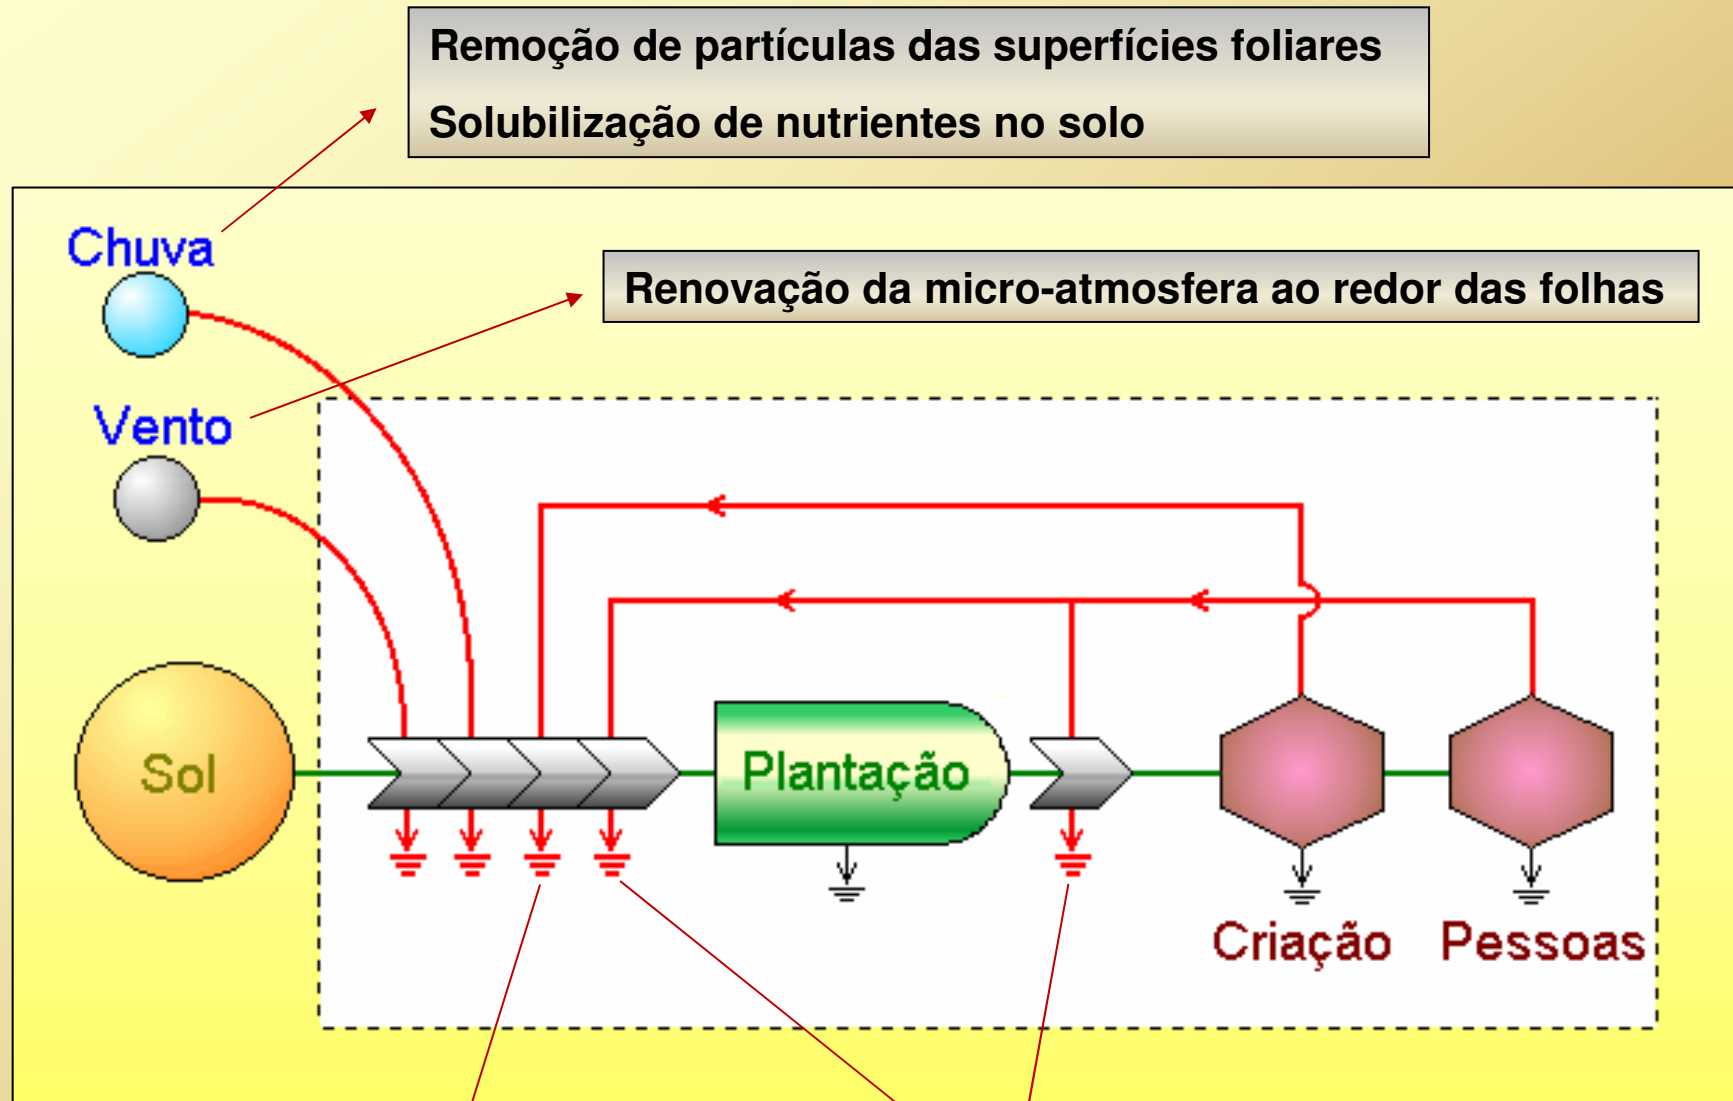 Remoção de partículas das superfícies foliares
Solubilização de nutrientes no solo
Chuva
Renovação da micro-atmosfera ao redor das folhas
Vento
Sol
Plantação
Criação
Pessoas